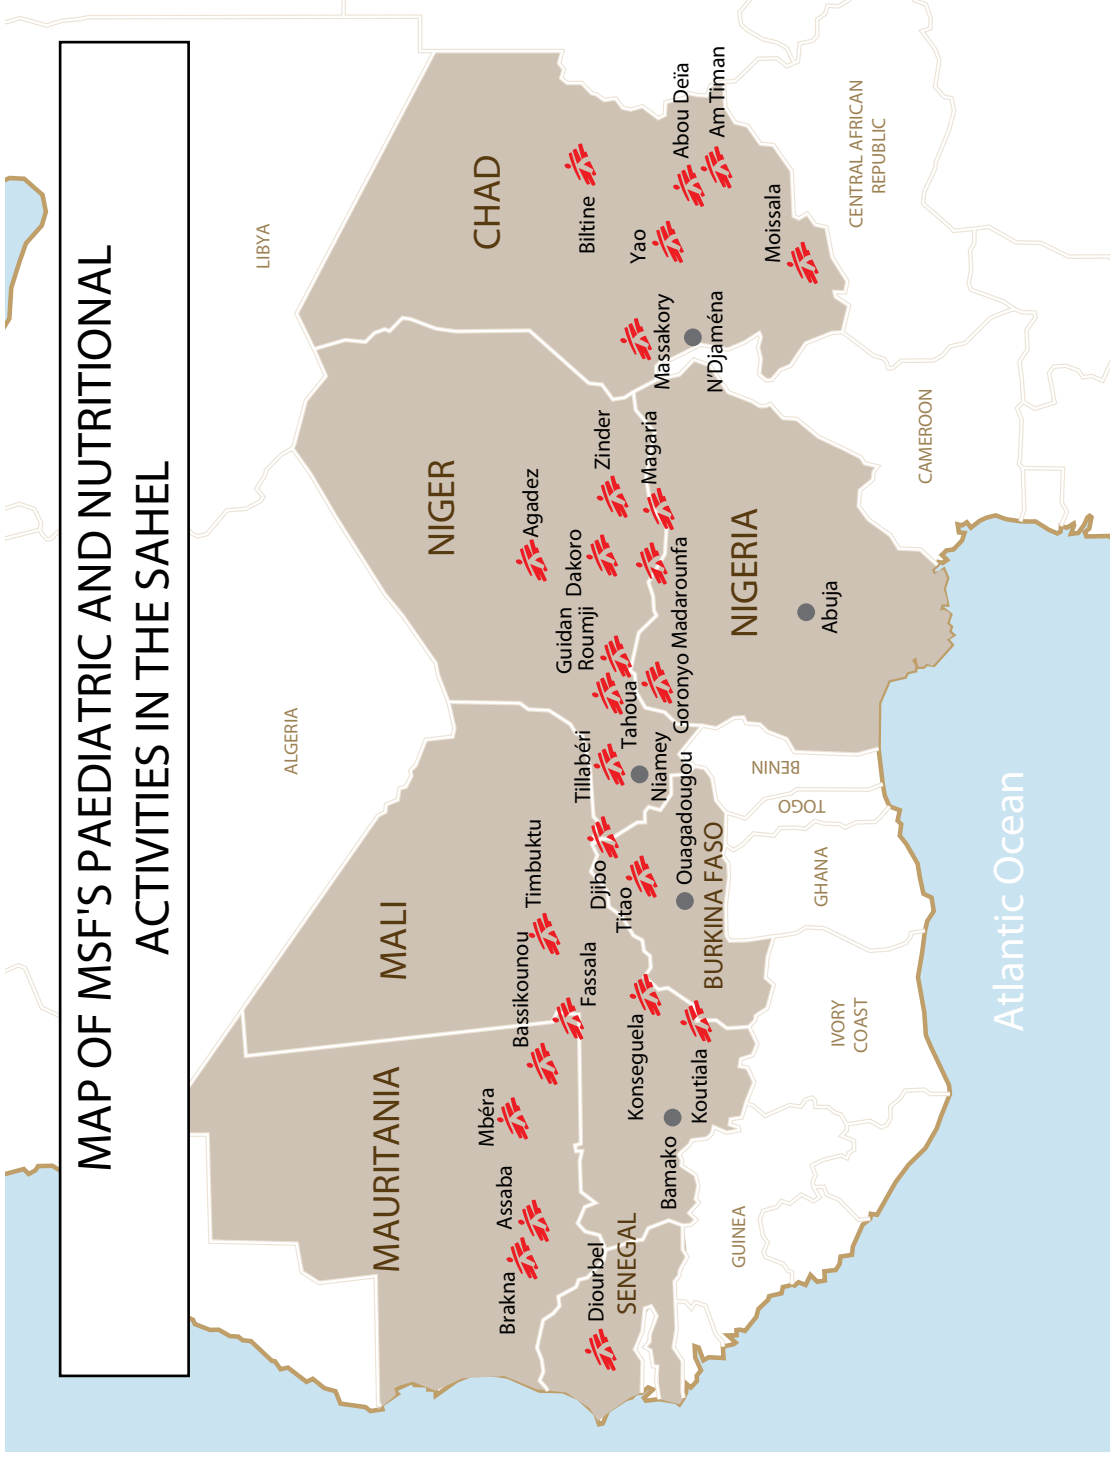 MAP OF MSF'S PAEDIATRIC AND NUTRITIONAL
ACTIVITIES IN THE SAHEL
LIBYA
ALGERIA
MAURITANIA
MALI
NIGER
CHAD
Brakna
Assaba
Mbéra
Bassikounou
Timbuktu
Fassala
Agadez
Biltine
Diourbel
SENEGAL
Djibo
Titao
Tillabéri
Guidan
Roumji
Tahoua
Dakoro
Zinder
Magaria
Massakory
Yao
Abou Deïa
Am Timan
Konseguela
Koutiala
Bamako
Niamey
Ouagadougou
BURKINA FASO
Goronyo
Madarounfa
N'Djaména
Moissala
NIGERIA
Abuja
GUINEA
IVORY
COAST
GHANA
TOGO
BENIN
CAMEROON
CENTRAL AFRICAN
REPUBLIC
Atlantic Ocean